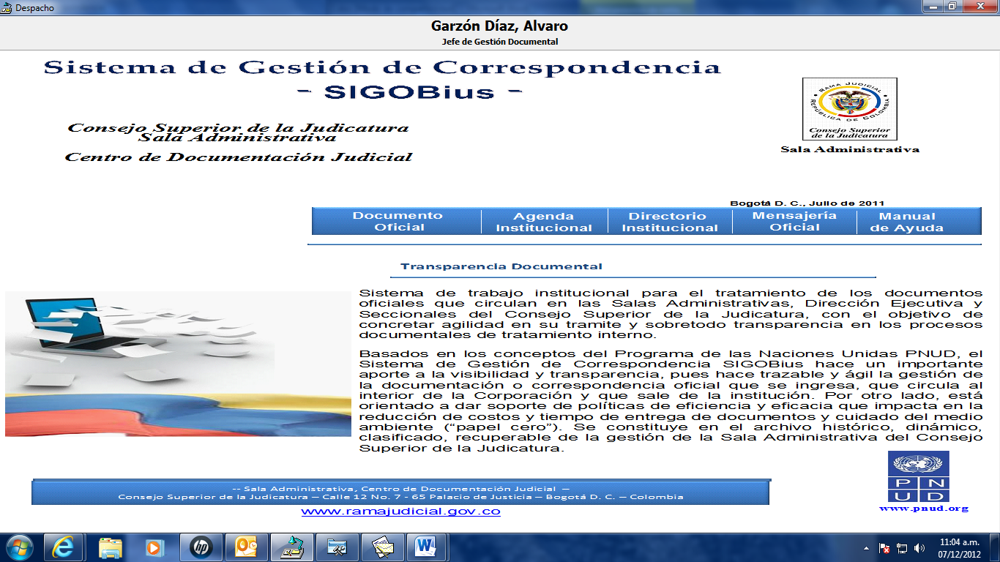 Despacho
Garzón Díaz, Alvaro
Jefe de Gestión Documental
Sistema de Gestión de Correspondencia
- SIGOBius -
Consejo Superior de la Judicatura
Sala Administrativa
Centro de Documentación Judicial
RAMA JUDICIAL
REPÚBLICA DE COLOMBIA
Consejo Superior
de la Judicatura
Sala Administrativa
Bogotá D. C., Julio de 2011
Documento
Oficial
Agenda
Institucional
Directorio
Institucional
Mensajería
Oficial
Manual
de Ayuda
Transparencia Documental
Sistema de trabajo institucional para el tratamiento de los documentos
oficiales que circulan en las Salas Administrativas, Dirección Ejecutiva y
Seccionales del Consejo Superior de la Judicatura, con el objetivo de
concretar agilidad en su tramite y sobretodo transparencia en los procesos
documentales de tratamiento interno.
Basados en los conceptos del Programa de las Naciones Unidas PNUD, el
Sistema de Gestión de Correspondencia SIGOBius hace un importante
aporte a la visibilidad y transparencia, pues hace trazable y ágil la gestión de
la documentación o correspondencia oficial que se ingresa, que circula al
interior de la Corporación y que sale de la institución. Por otro lado, está
orientado a dar soporte de políticas de eficiencia y eficacia que impacta en la
reducción de costos y tiempo de entrega de documentos y cuidado del medio
ambiente (“papel cero”). Se constituye en el archivo histórico, dinámico,
clasificado, recuperable de la gestión de la Sala Administrativa del Consejo
Superior de la Judicatura.
P N
U D
www.pnud.org
-- Sala Administrativa, Centro de Documentación Judicial –
Consejo Superior de la Judicatura – Calle 12 No. 7 - 65 Palacio de Justicia – Bogotá D. C. – Colombia
www.ramajudicial.gov.co
11:04 a.m.
07/12/2012